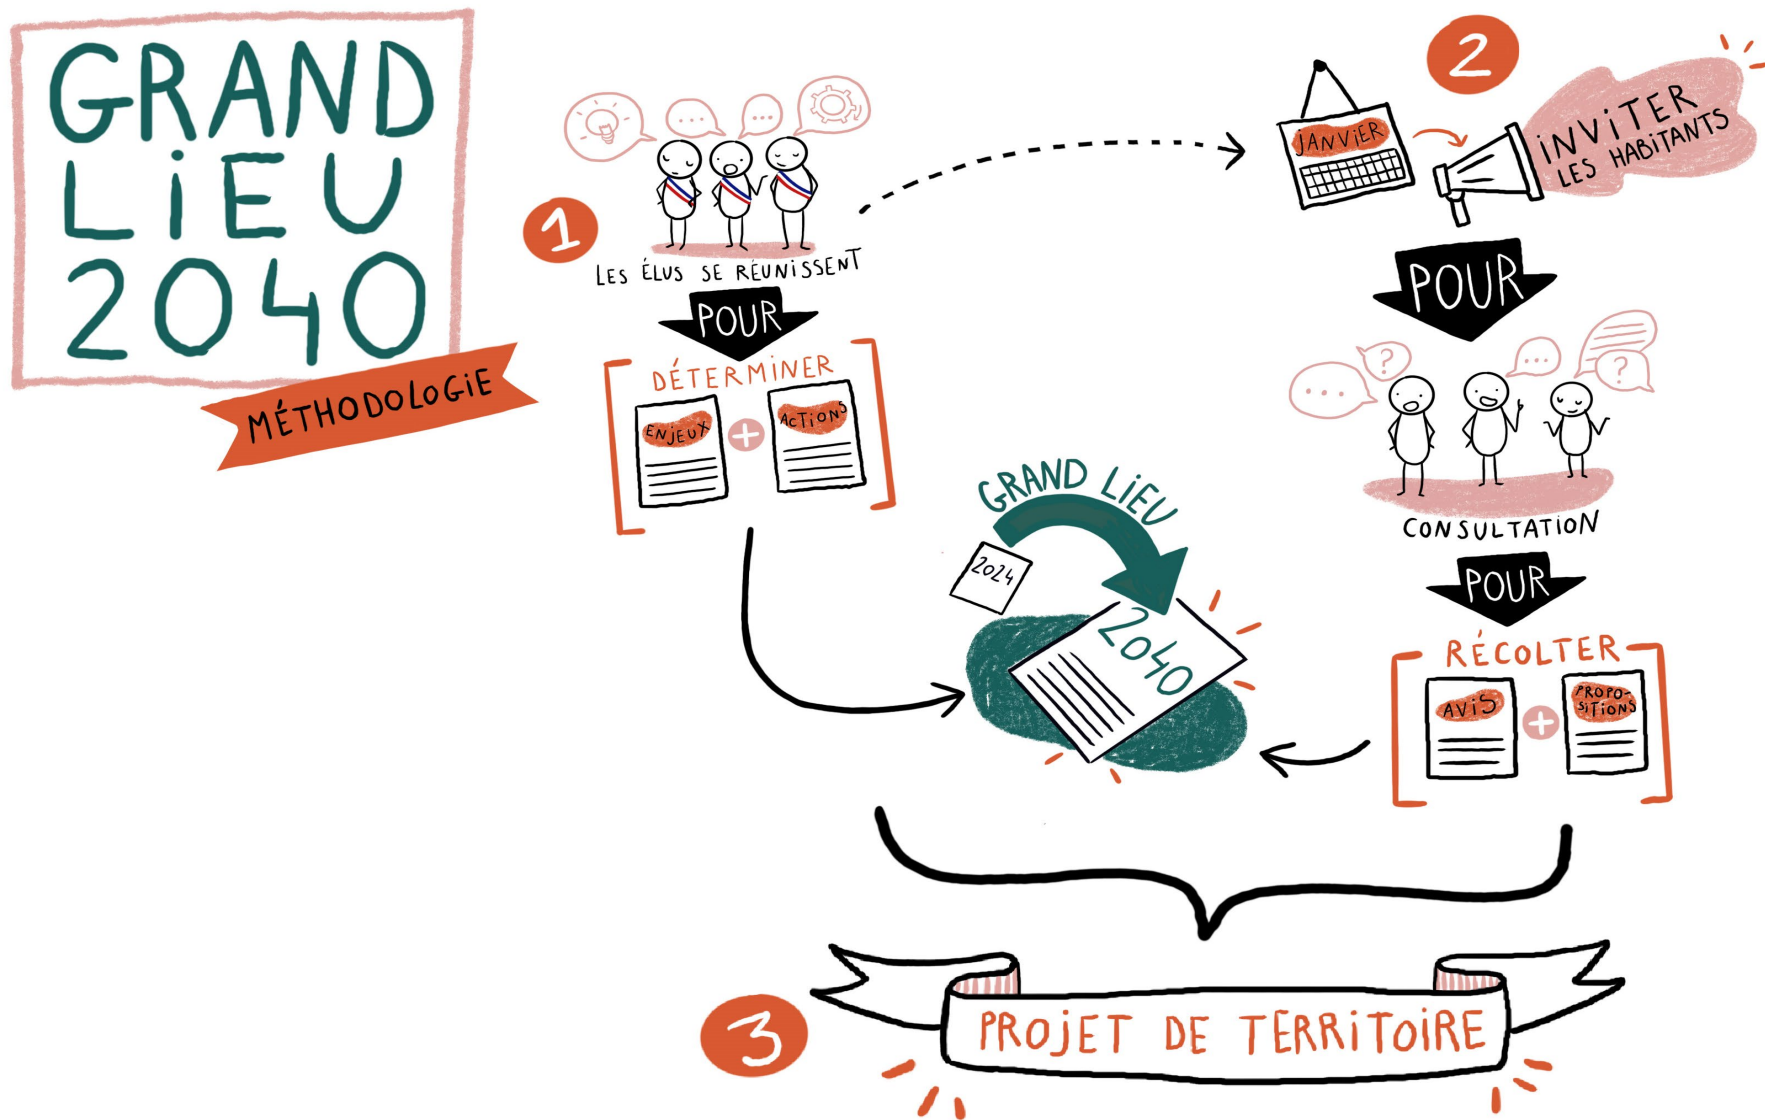 GRAND
LiEU
2040
MÉTHODOLOGiE
1
LES ÉLUS SE RÉUNISSENT
POUR
DÉTERMINER
ENJEUX
+
ACTiONS
2
JANViER
iNViTER
LES HABiTANTS
POUR
...
?
...
?
CONSULTATiON
POUR
RÉCOLTER
AViS
+
PROPO-
SiTiONS
GRAND LiEU
2024
2040
3
PROJET DE TERRiTOiRE